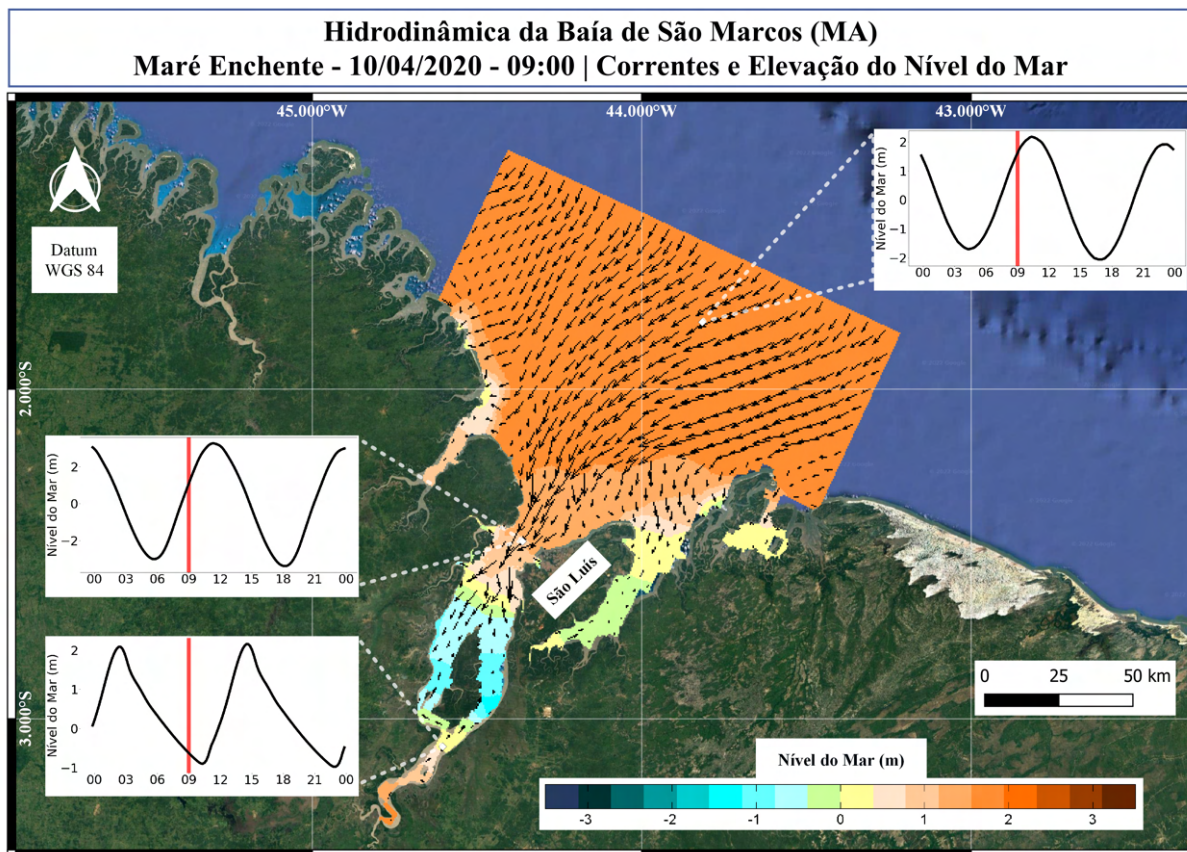 Hidrodinâmica da Baía de São Marcos (MA)
Maré Enchente - 10/04/2020 - 09:00 | Correntes e Elevação do Nível do Mar
45.000°W 44.000°W 43.000°W
Datum
WGS 84
Nível do Mar (m)
2
1
0
−1
−2
00 03 06 09 12 15 18 21 00
2.000°S
Nível do Mar (m)
2
0
−2
00 03 06 09 12 15 18 21 00
São Luís
Nível do Mar (m)
2
1
0
−1
00 03 06 09 12 15 18 21 00
3.000°S
0 25 50 km
Nível do Mar (m)
-3 -2 -1 0 1 2 3